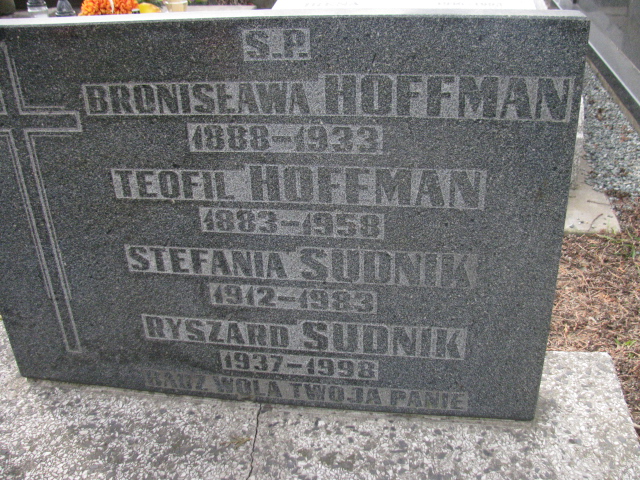 S.P.
BRONISŁAWA HOFFMAN
1888-1933
TEOFIL HOFFMAN
1883-1958
STEFANIA SUDNIK
1912-1983
RYSZARD SUDNIK
1937-1998
BĄDZ WOLA TWOJA PANIE